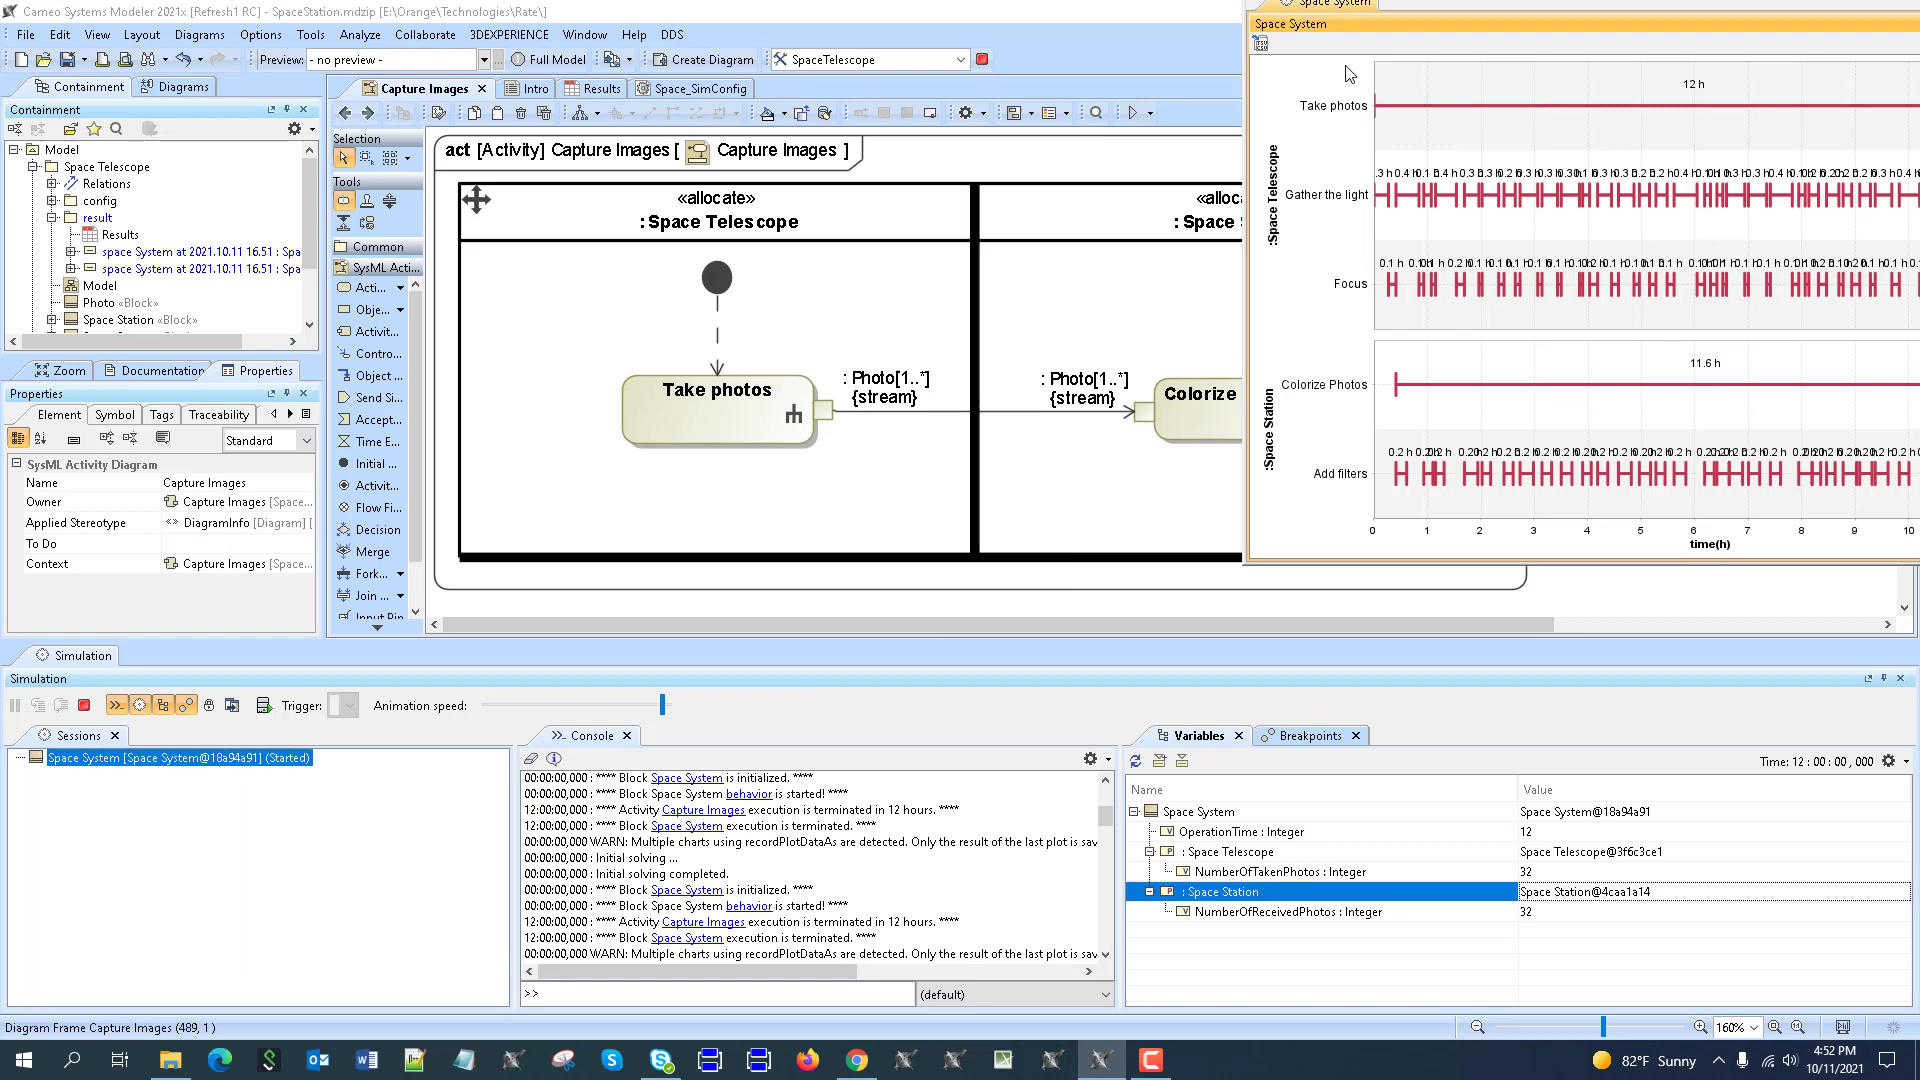 Cameo Systems Modeler 2021x [Refresh1 RC] - SpaceStation.mdzip [E:\Orange\Technologies\Rate\]
File Edit View Layout Diagrams Options Tools Analyze Collaborate 3DEXPERIENCE Window Help DDS
Preview: - no preview - ... Full Model Create Diagram SpaceTelescope
Containment Diagrams
Capture Images Intro Results Space_SimConfig
Containment
Model
Space Telescope
Relations
config
result
Results
space System at 2021.10.11 16.51 : Spa
space System at 2021.10.11 16.51 : Spa
Model
Photo «Block»
Space Station «Block»
Zoom Documentation Properties
Properties
Element Symbol Tags Traceability
Standard
SysML Activity Diagram
Name Capture Images
Owner Capture Images [Space...
Applied Stereotype «» DiagramInfo [Diagram] [
To Do
Context Capture Images [Space...
Selection
Tools
Common
SysML Acti...
Acti...
Obje...
Activit...
Contro...
Object ...
Send Si...
Accept...
Time E...
Initial ...
Activit...
Flow Fi...
Decision
Merge
Fork...
Join ...
Input Pin
act [Activity] Capture Images [ Capture Images ]
«allocate»
: Space Telescope
«alloc
: Space
Take photos
: Photo[1..*]
{stream}
: Photo[1..*]
{stream}
Colorize
Space System
Space System
:Space Telescope
Take photos
12 h
Gather the light
Focus
:Space Station
Colorize Photos
11.6 h
Add filters
0 1 2 3 4 5 6 7 8 9 10
time(h)
Simulation
Simulation
Trigger: Animation speed:
Sessions
Space System [Space System@18a94a91] (Started)
Console
00:00:00,000 : **** Block Space System is initialized. ****
00:00:00,000 : **** Block Space System behavior is started! ****
12:00:00,000 : **** Activity Capture Images execution is terminated in 12 hours. ****
12:00:00,000 : **** Block Space System execution is terminated. ****
00:00:00,000 WARN: Multiple charts using recordPlotDataAs are detected. Only the result of the last plot is sav
00:00:00,000 : Initial solving ...
00:00:00,000 : Initial solving completed.
00:00:00,000 : **** Block Space System is initialized. ****
00:00:00,000 : **** Block Space System behavior is started! ****
12:00:00,000 : **** Activity Capture Images execution is terminated in 12 hours. ****
12:00:00,000 : **** Block Space System execution is terminated. ****
00:00:00,000 WARN: Multiple charts using recordPlotDataAs are detected. Only the result of the last plot is sav
>> (default)
Variables Breakpoints
Time: 12 : 00 : 00 , 000
Name Value
Space System Space System@18a94a91
OperationTime : Integer 12
: Space Telescope Space Telescope@3f6c3ce1
NumberOfTakenPhotos : Integer 32
: Space Station Space Station@4caa1a14
NumberOfReceivedPhotos : Integer 32
Diagram Frame Capture Images (489, 1 )
160%
82°F Sunny
4:52 PM
10/11/2021